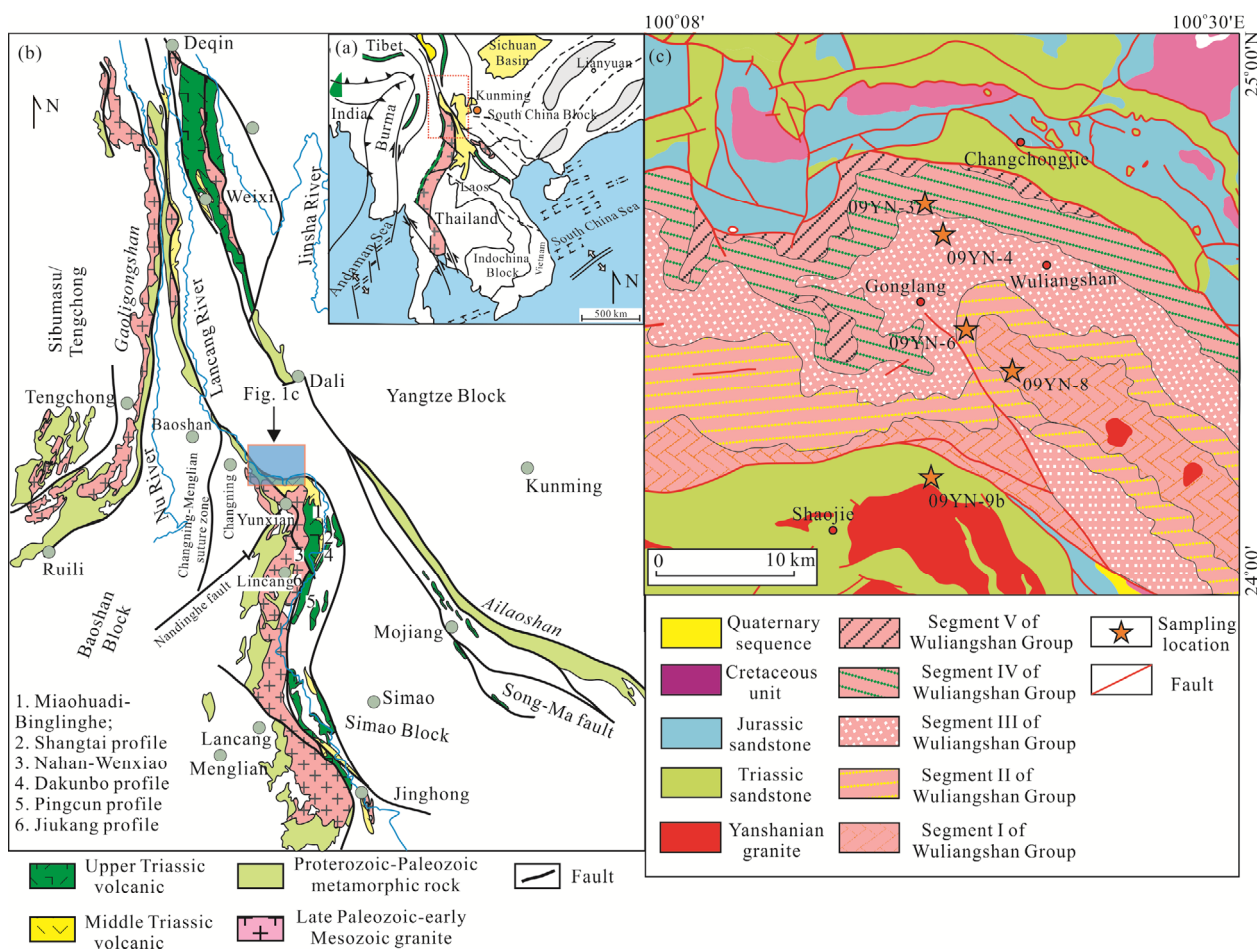 (b)
Deqin
N
Weixi
Jinsha River
Sibumasu/
Tengchong
Gaoligongshan
Lancang River
Dali
Fig. 1c
Yangtze Block
Tengchong
Baoshan
Nu River
Changning-Menglian
suture zone
Changning
Kunming
Yunxian
1
2
3
4
Lincang
6
5
Ruili
Nandinghe fault
Baoshan
Block
Ailaoshan
Mojiang
Simao
Song-Ma fault
Simao Block
Lancang
Menglian
Jinghong
1. Miaohuadi-
Binglinghe;
2. Shangtai profile
3. Nahan-Wenxiao
4. Dakunbo profile
5. Pingcun profile
6. Jiukang profile
(a)
Tibet
Sichuan
Basin
Lianyuan
Kunming
South China Block
India
Burma
Laos
Thailand
Vietnam
Indochina
Block
South China Sea
Andaman Sea
N
500 km
100°08'
100°30'E
25°00'N
24°00'
(c)
Changchongjie
09YN-3
09YN-4
Wuliangshan
Gonglang
09YN-6
09YN-8
09YN-9b
Shaojie
0
10 km
Upper Triassic
volcanic
Proterozoic-Paleozoic
metamorphic rock
Fault
Middle Triassic
volcanic
Late Paleozoic-early
Mesozoic granite
Quaternary
sequence
Segment V of
Wuliangshan Group
Sampling
location
Cretaceous
unit
Segment IV of
Wuliangshan Group
Fault
Jurassic
sandstone
Segment III of
Wuliangshan Group
Triassic
sandstone
Segment II of
Wuliangshan Group
Yanshanian
granite
Segment I of
Wuliangshan Group